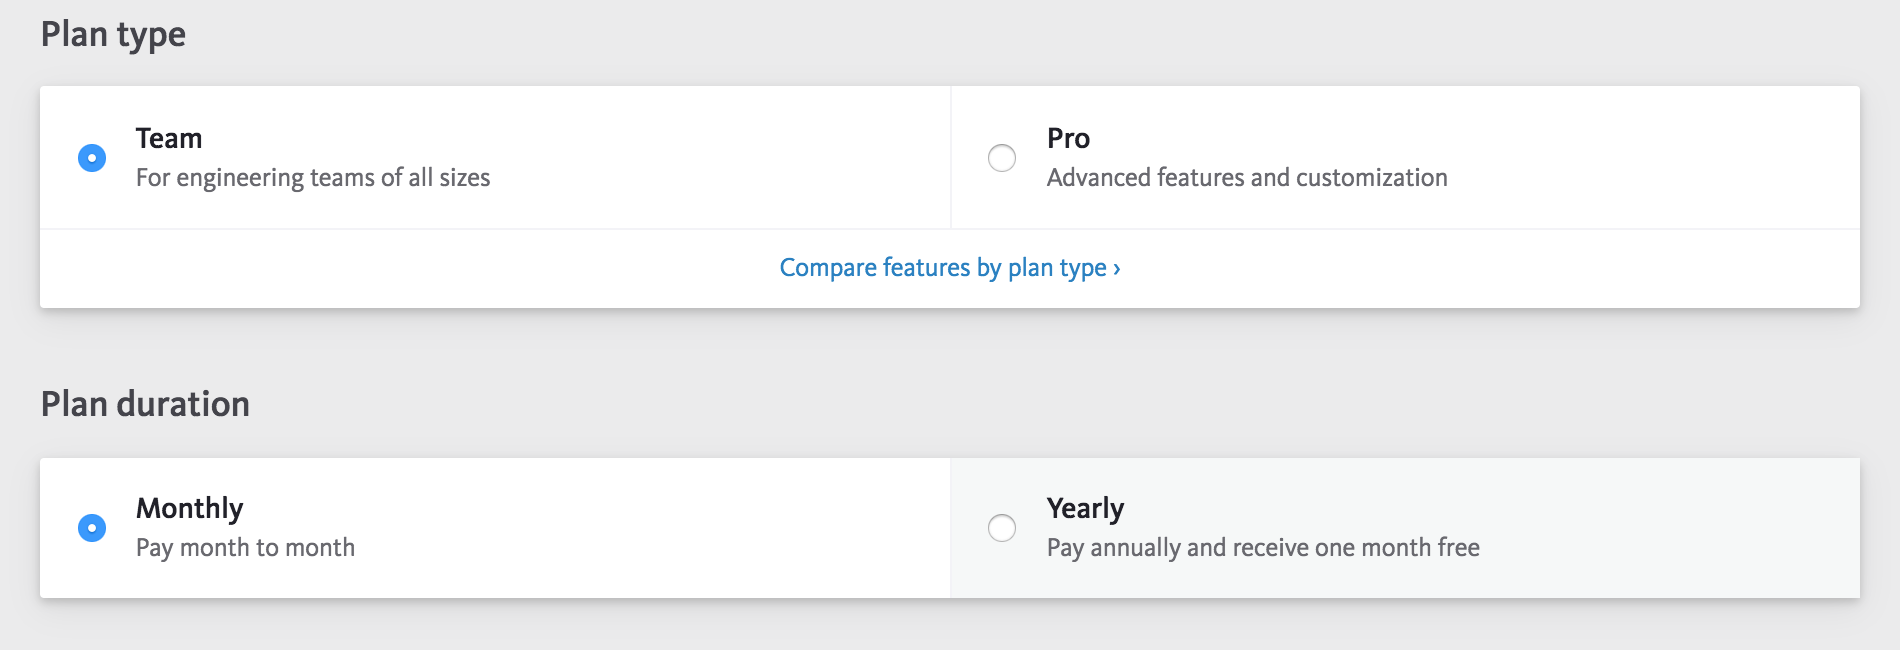 Plan type
Team
For engineering teams of all sizes
Pro
Advanced features and customization
Compare features by plan type ›
Plan duration
Monthly
Pay month to month
Yearly
Pay annually and receive one month free